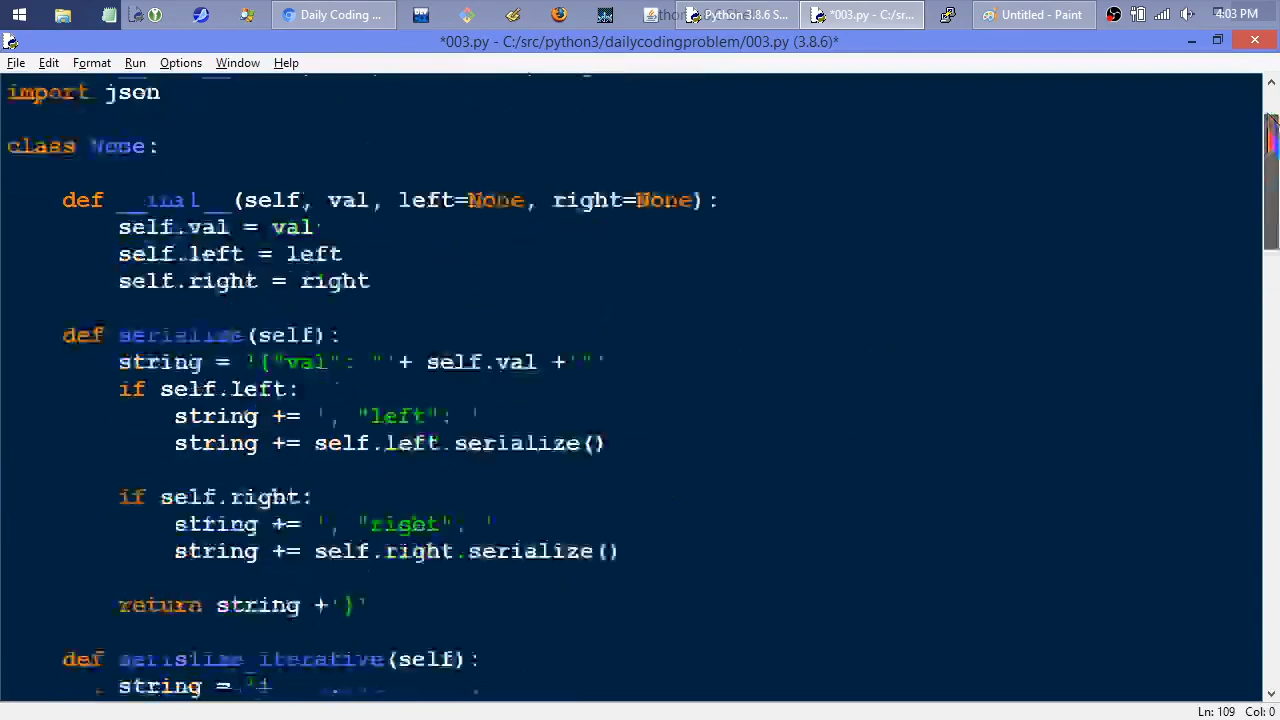 Daily Coding ...
Python 3.8.6 S...
*003.py - C:/sr...
Untitled - Paint
4:03 PM
*003.py - C:/src/python3/dailycodingproblem/003.py (3.8.6)*
File Edit Format Run Options Window Help
import json
class :
def (self, val, left=None, right=None):
self.val = val
self.left = left
self.right = right
def serialize(self):
string = '{"val": "'+ self.val +'"'
if self.left:
string += ', "left": '
string += self.left.serialize()
if self.right:
string += ', "right": '
string += self.right.serialize()
return string +'}'
def serialize_iterative(self):
string =
Ln: 109 Col: 0